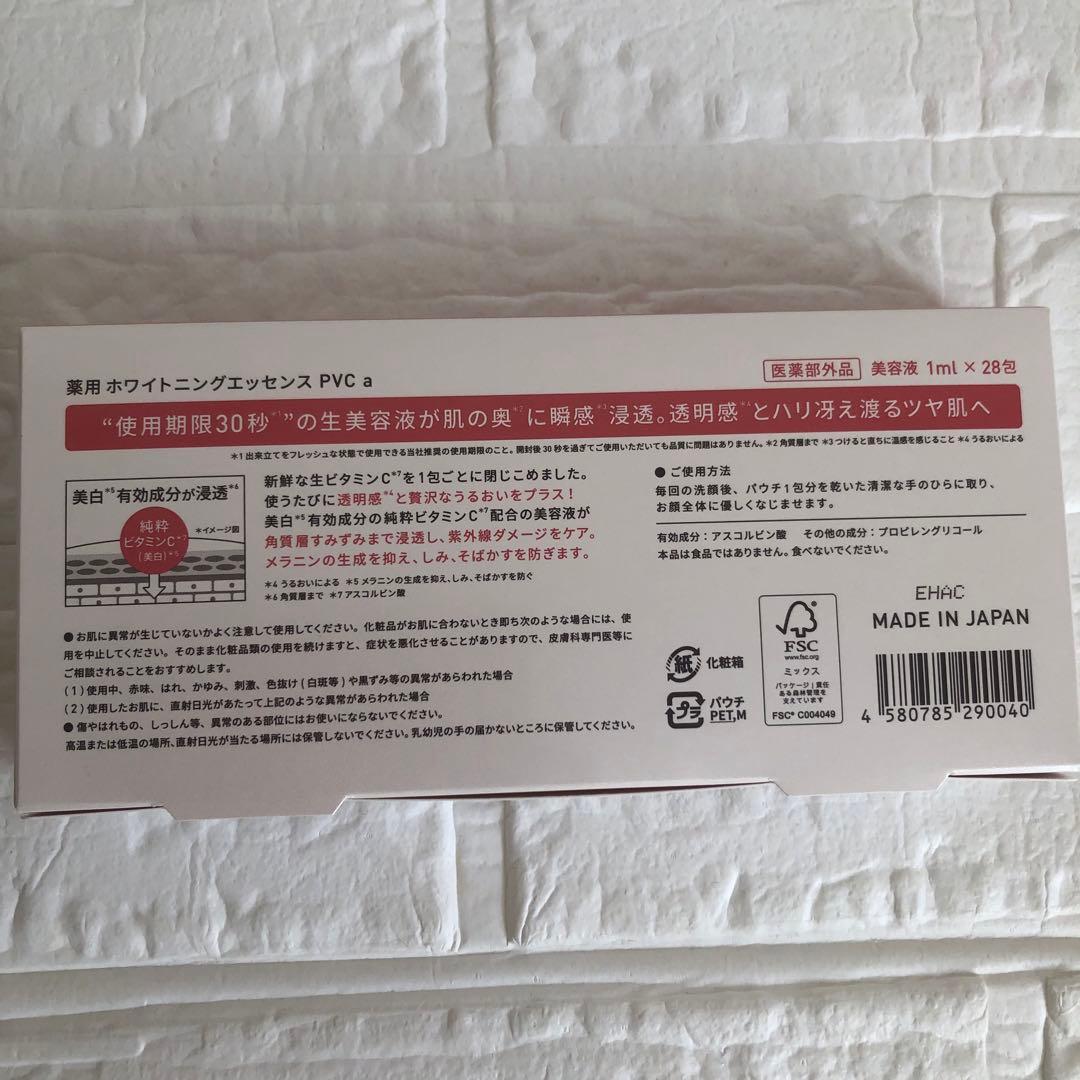 薬用 ホワイトニングエッセンス PVC a
医薬部外品 美容液 1ml × 28包
“使用期限30秒*1”の生美容液が肌の奥*2に瞬感*3浸透。透明感*4とハリ冴え渡るツヤ肌へ
*1 出来立てをフレッシュな状態で使用できる当社推奨の使用期限のこと。開封後 30 秒を過ぎてご使用いただいても品質に問題はありません。*2 角質層まで *3 つけると直ちに温感を感じること *4 うるおいによる
美白*5有効成分が浸透*6
*イメージ図
純粋
ビタミンC*7
(美白)*5
新鮮な生ビタミンC*7を1包ごとに閉じこめました。
使うたびに透明感*4と贅沢なうるおいをプラス！
美白*5有効成分の純粋ビタミンC*7配合の美容液が
角質層すみずみまで浸透し、紫外線ダメージをケア。
メラニンの生成を抑え、しみ、そばかすを防ぎます。
*4 うるおいによる *5 メラニンの生成を抑え、しみ、そばかすを防ぐ
*6 角質層まで *7 アスコルビン酸
● ご使用方法
毎回の洗顔後、パウチ1包分を乾いた清潔な手のひらに取り、
お顔全体に優しくなじませます。
有効成分：アスコルビン酸 その他の成分：プロピレングリコール
本品は食品ではありません。食べないでください。
● お肌に異常が生じていないかよく注意して使用してください。化粧品がお肌に合わないとき即ち次のような場合には、使
用を中止してください。そのまま化粧品類の使用を続けますと、症状を悪化させることがありますので、皮膚科専門医等に
ご相談されることをおすすめします。
(1) 使用中、赤味、はれ、かゆみ、刺激、色抜け(白斑等)や黒ずみ等の異常があらわれた場合
(2) 使用したお肌に、直射日光があたって上記のような異常があらわれた場合
● 傷やはれもの、しっしん等、異常のある部位にはお使いにならないでください。
高温または低温の場所、直射日光が当たる場所には保管しないでください。乳幼児の手の届かないところに保管してください。
紙 化粧箱
プラ パウチ
PET,M
FSC
www.fsc.org
ミックス
パッケージ | 責任
ある森林管理を
支えています
FSC® C004049
EHAC
MADE IN JAPAN
4 580785 290040